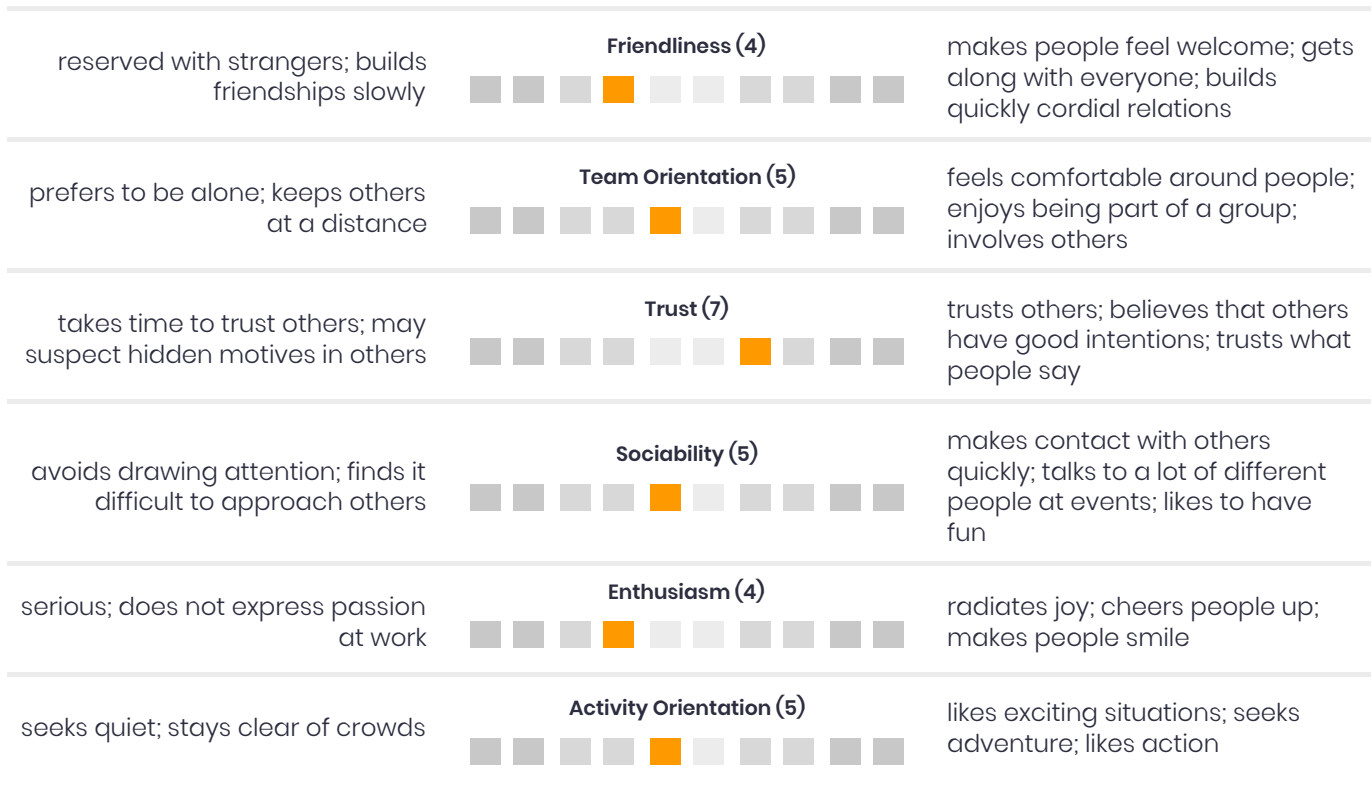 Friendliness (4)
reserved with strangers; builds
friendships slowly
makes people feel welcome; gets
along with everyone; builds
quickly cordial relations
Team Orientation (5)
prefers to be alone; keeps others
at a distance
feels comfortable around people;
enjoys being part of a group;
involves others
Trust (7)
takes time to trust others; may
suspect hidden motives in others
trusts others; believes that others
have good intentions; trusts what
people say
Sociability (5)
avoids drawing attention; finds it
difficult to approach others
makes contact with others
quickly; talks to a lot of different
people at events; likes to have
fun
Enthusiasm (4)
serious; does not express passion
at work
radiates joy; cheers people up;
makes people smile
Activity Orientation (5)
seeks quiet; stays clear of crowds
likes exciting situations; seeks
adventure; likes action